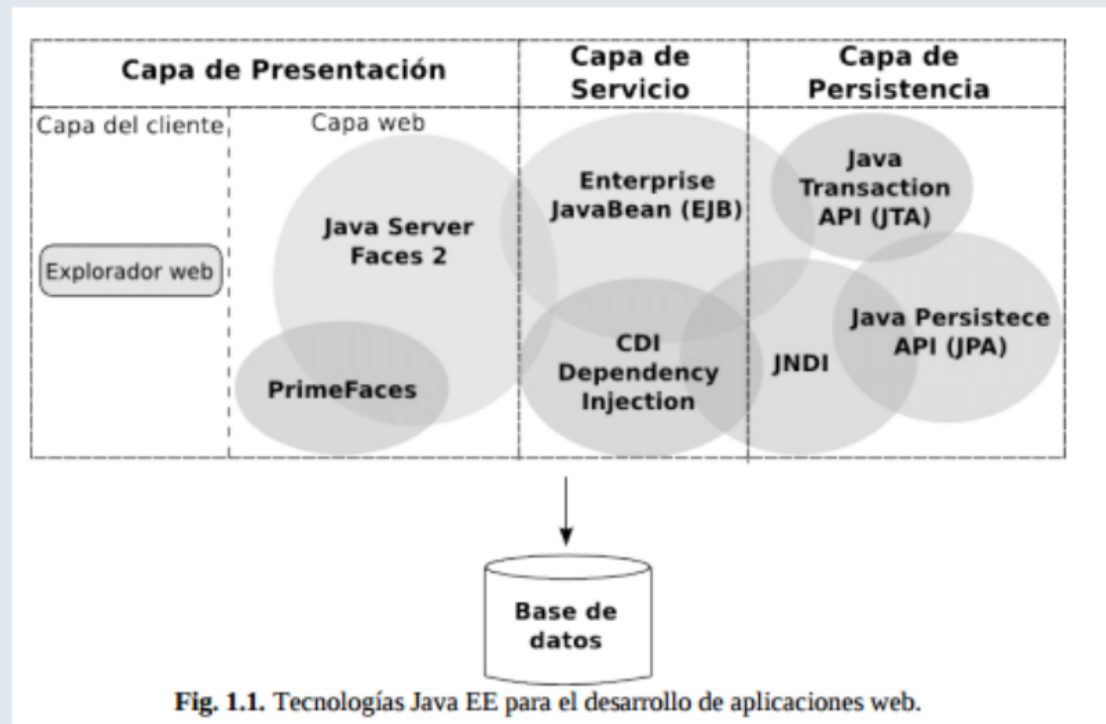 Capa de Presentación
Capa de
Servicio
Capa de
Persistencia
Capa del cliente
Capa web
Explorador web
Java Server
Faces 2
PrimeFaces
Enterprise
JavaBean (EJB)
CDI
Dependency
Injection
Java
Transaction
API (JTA)
JNDI
Java Persistece
API (JPA)
Base de
datos
Fig. 1.1. Tecnologías Java EE para el desarrollo de aplicaciones web.